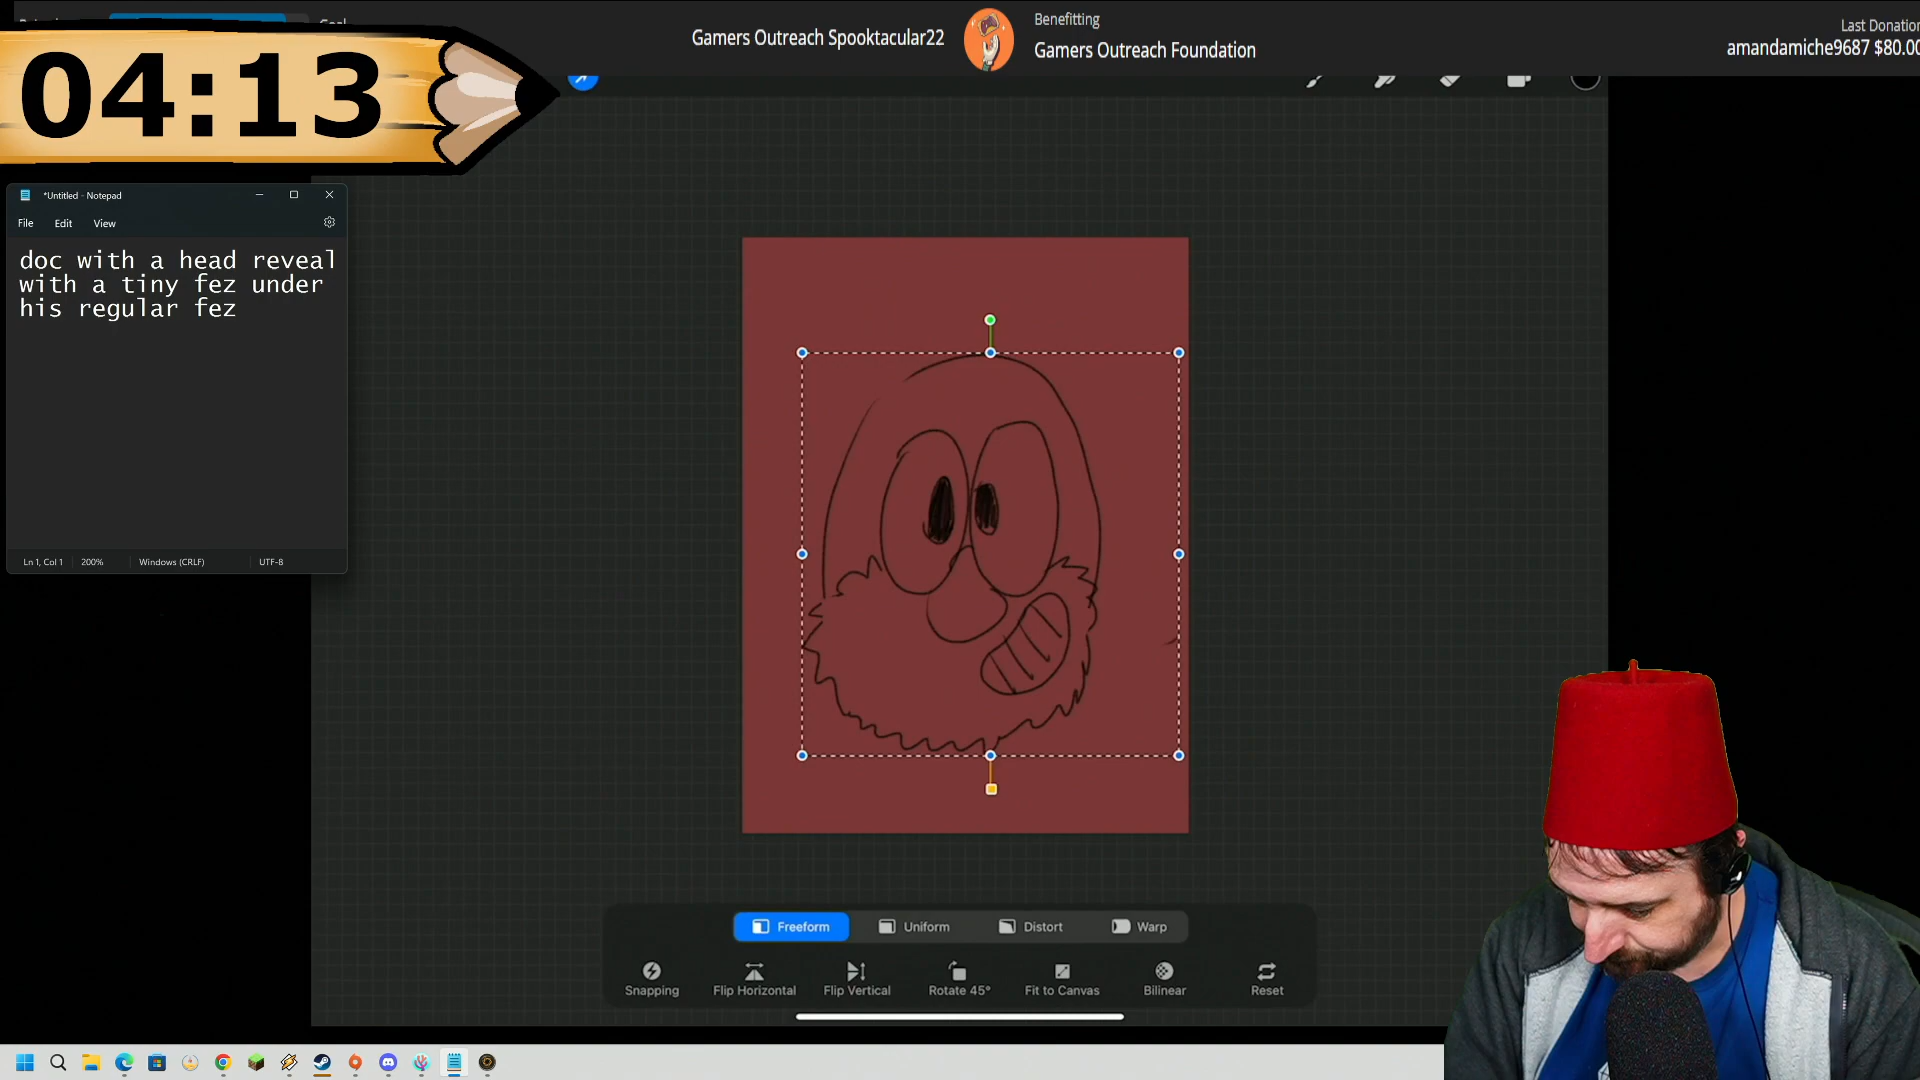 Goal
Gamers Outreach Spooktacular22
Benefitting
Gamers Outreach Foundation
Last Donation
amandamiche9687 $80.00
04:13
*Untitled - Notepad
File Edit View
doc with a head reveal
with a tiny fez under
his regular fez
Ln 1, Col 1 200% Windows (CRLF) UTF-8
Freeform Uniform Distort Warp
Snapping Flip Horizontal Flip Vertical Rotate 45° Fit to Canvas Bilinear Reset